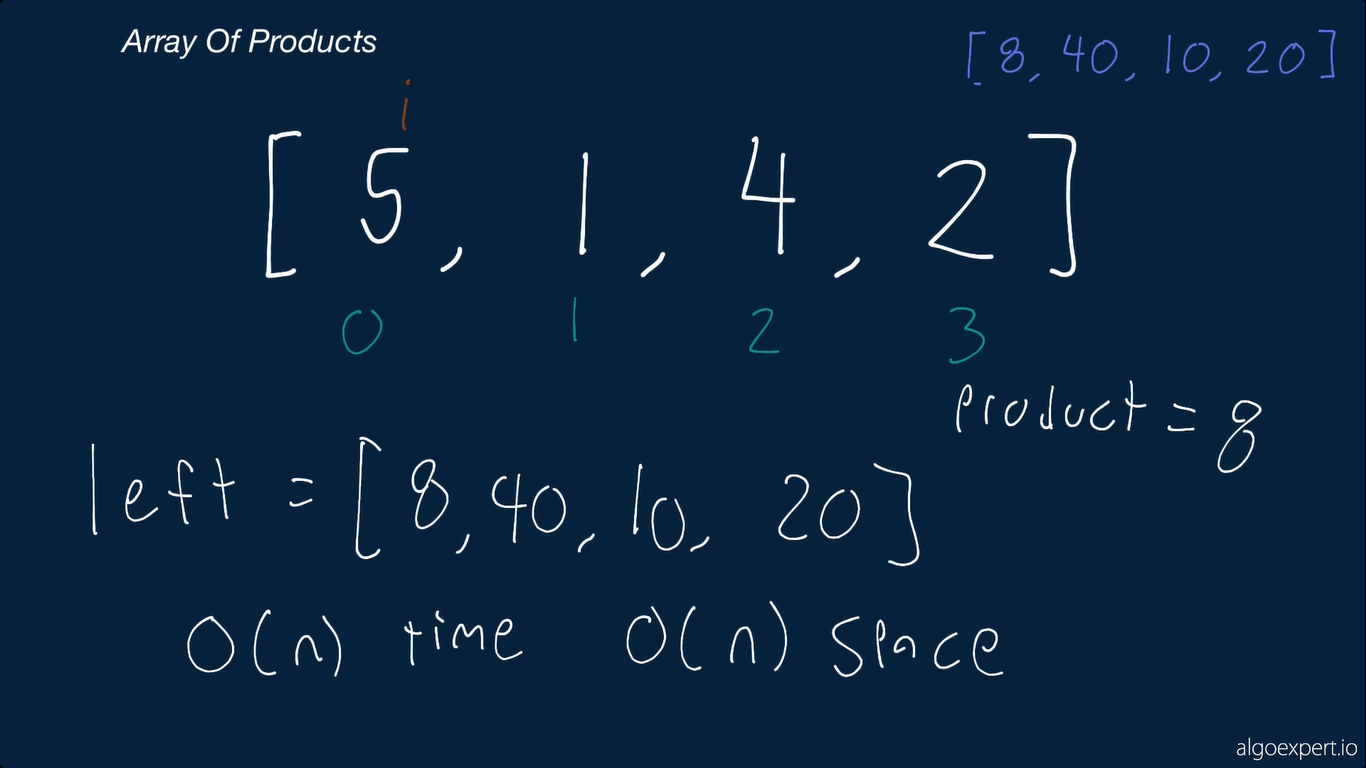 Array Of Products
[8, 40, 10, 20]
i
[5, 1, 4, 2]
0 1 2 3
product = 8
left = [8, 40, 10, 20]
O(n) time O(n) space
algoexpert.io